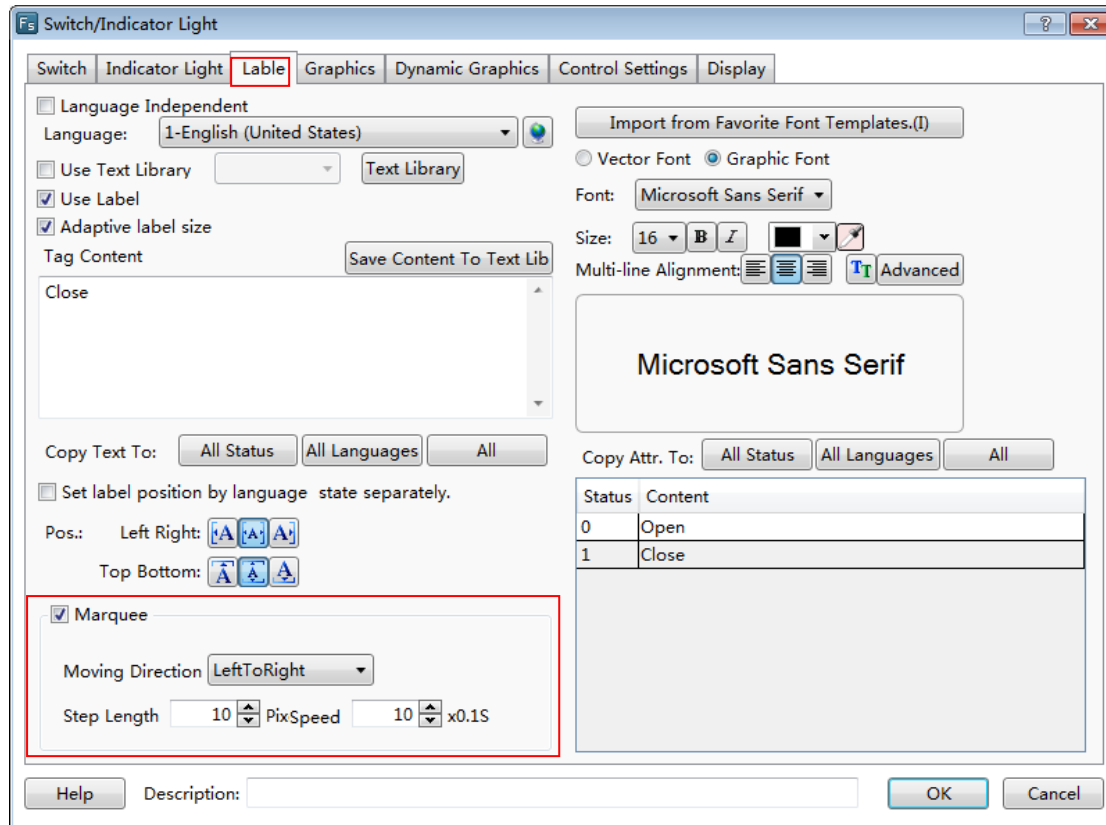 Fs Switch/Indicator Light
Switch Indicator Light Lable Graphics Dynamic Graphics Control Settings Display
Language Independent
Language: 1-English (United States)
Use Text Library Text Library
Use Label
Adaptive label size
Tag Content Save Content To Text Lib
Close
Copy Text To: All Status All Languages All
Set label position by language state separately.
Pos.: Left Right: A A A
Top Bottom: A A A
Marquee
Moving Direction LeftToRight
Step Length 10 Pix Speed 10 x0.1S
Import from Favorite Font Templates.(I)
Vector Font Graphic Font
Font: Microsoft Sans Serif
Size: 16 B I
Multi-line Alignment: TT Advanced
Microsoft Sans Serif
Copy Attr. To: All Status All Languages All
Status Content
0 Open
1 Close
Help Description: OK Cancel